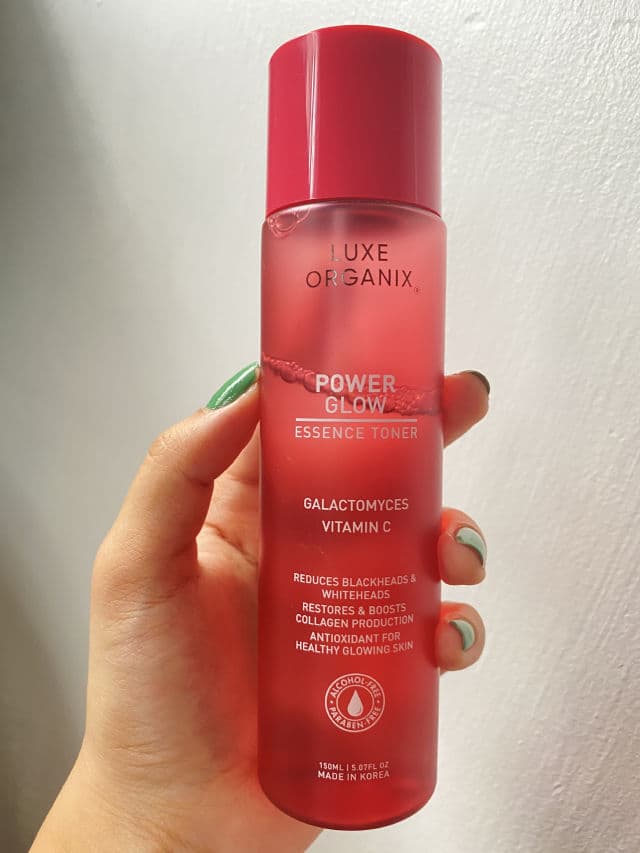 LUXE
ORGANIX®
POWER
GLOW
ESSENCE TONER
GALACTOMYCES
VITAMIN C
REDUCES BLACKHEADS &
WHITEHEADS
RESTORES & BOOSTS
COLLAGEN PRODUCTION
ANTIOXIDANT FOR
HEALTHY GLOWING SKIN
ALCOHOL-FREE
PARABEN-FREE
150ML | 5.07FL OZ
MADE IN KOREA